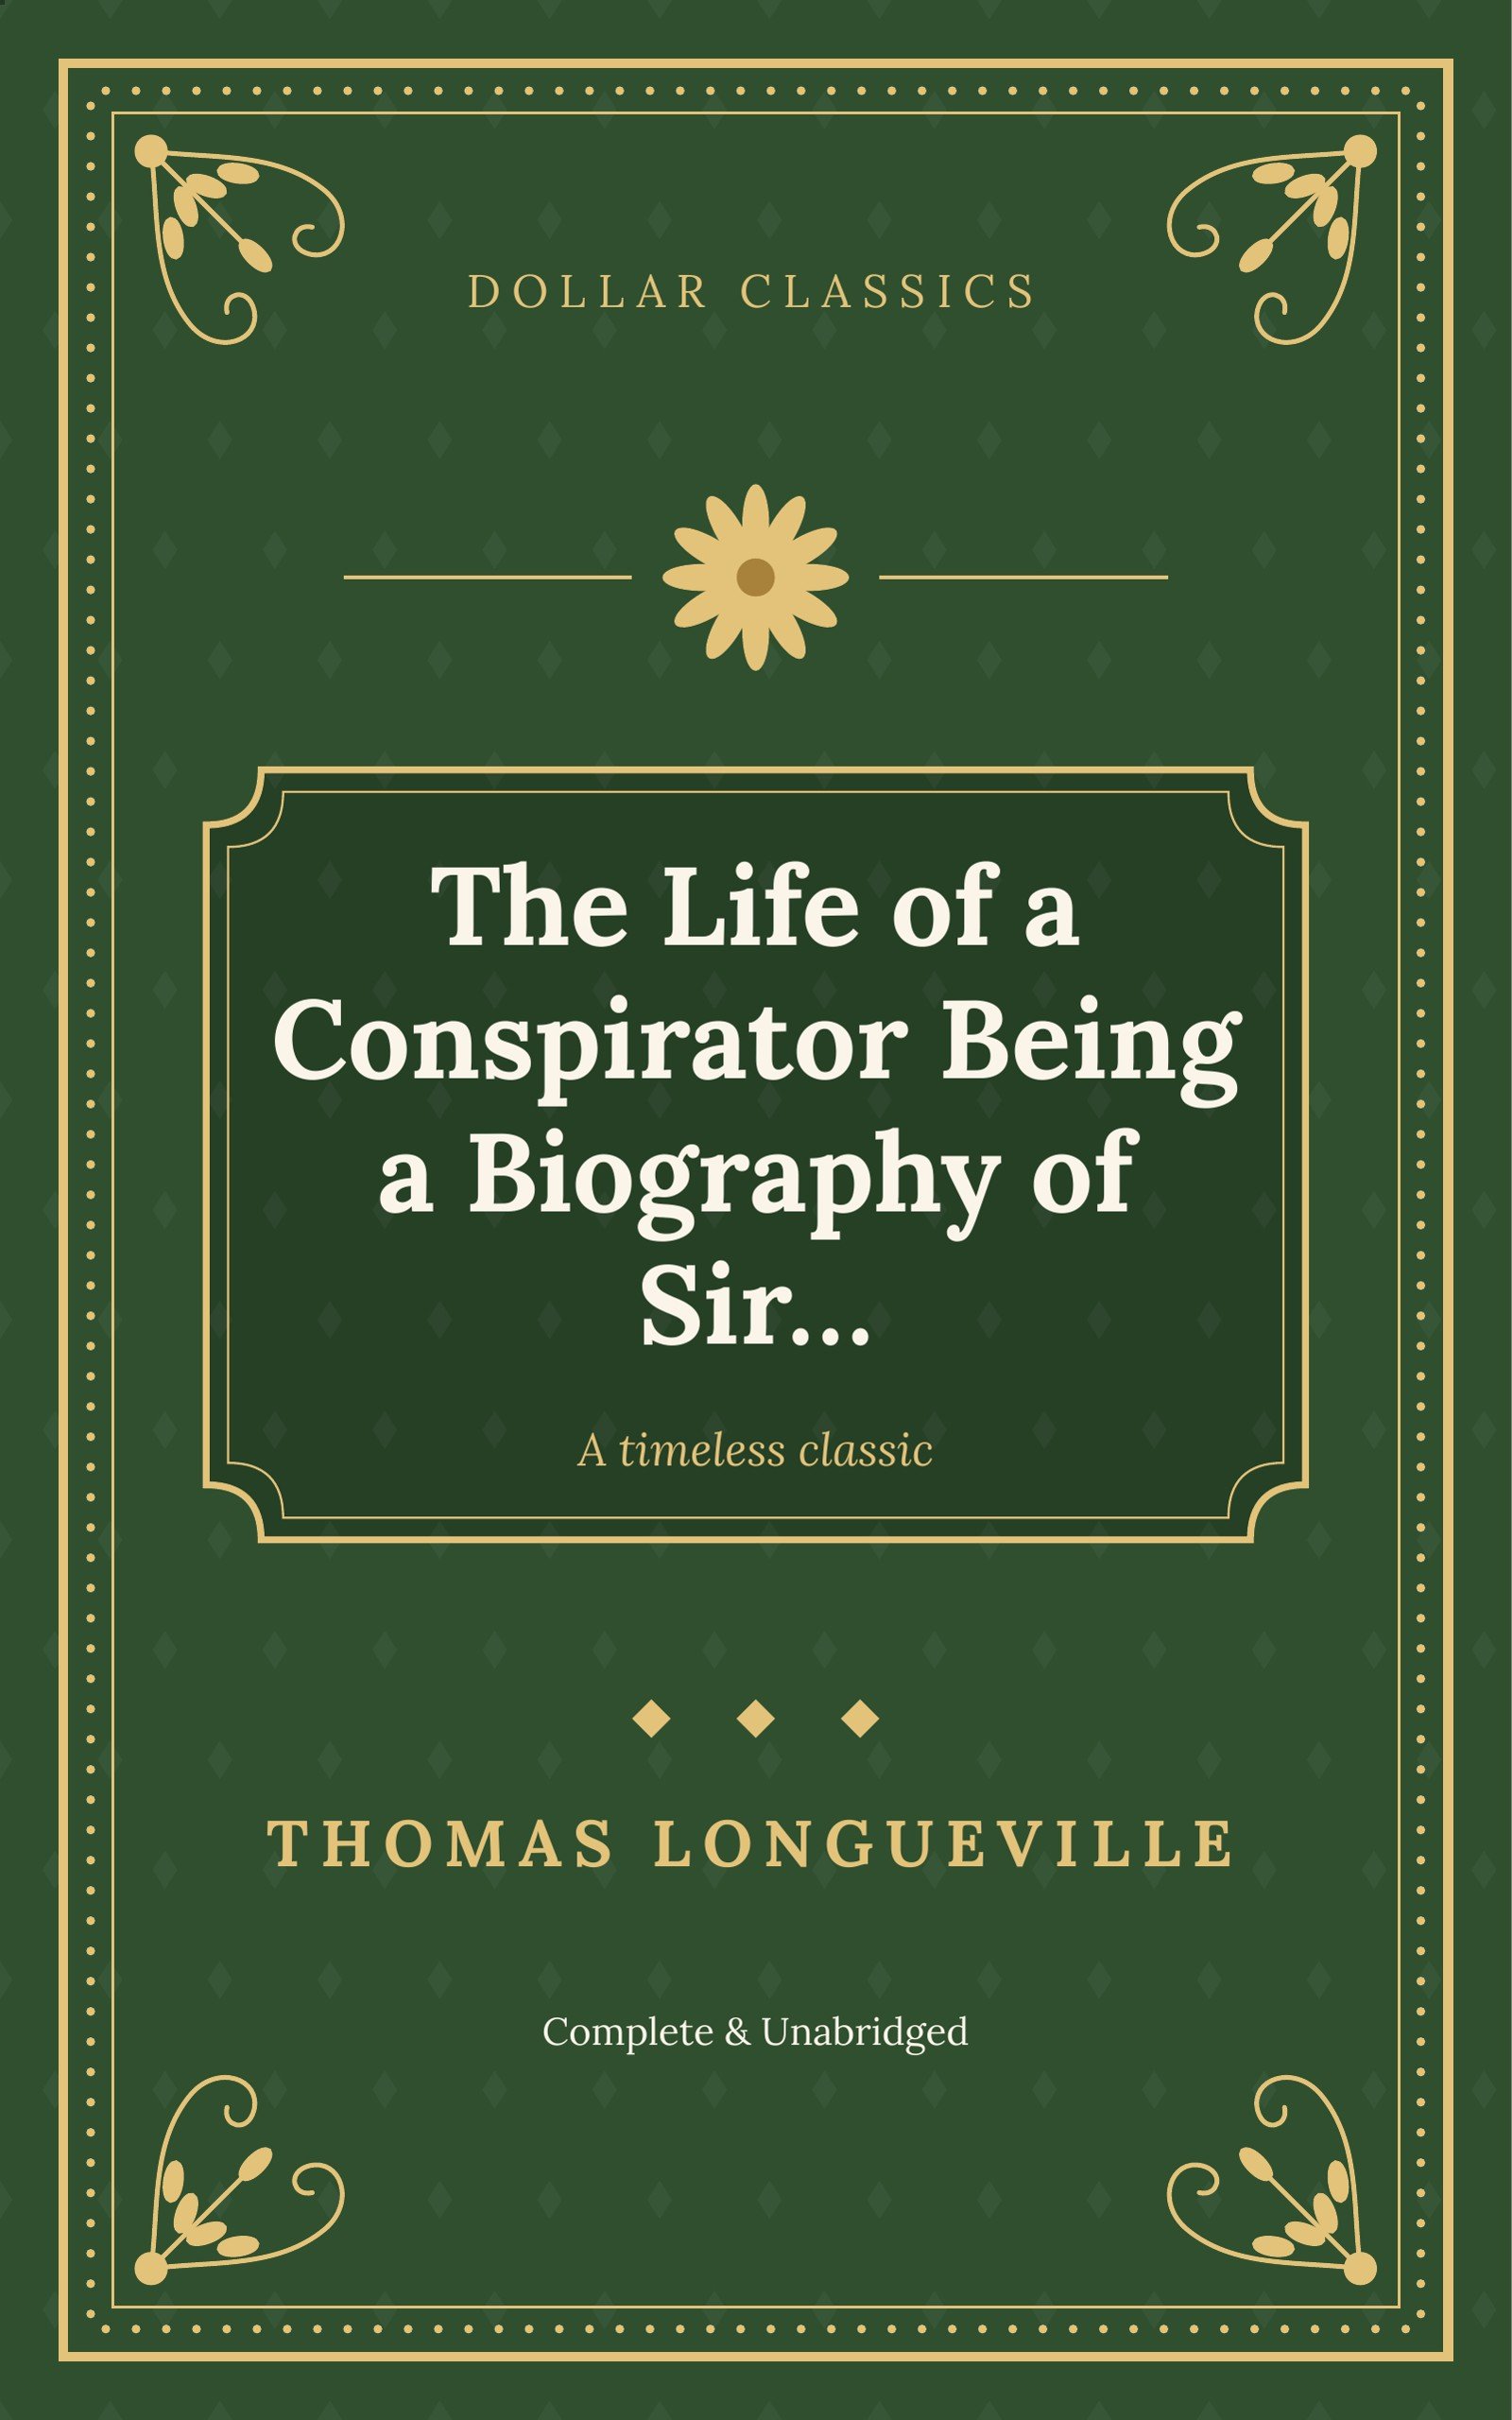 DOLLAR CLASSICS
The Life of a
Conspirator Being
a Biography of
Sir...
A timeless classic
THOMAS LONGUEVILLE
Complete & Unabridged